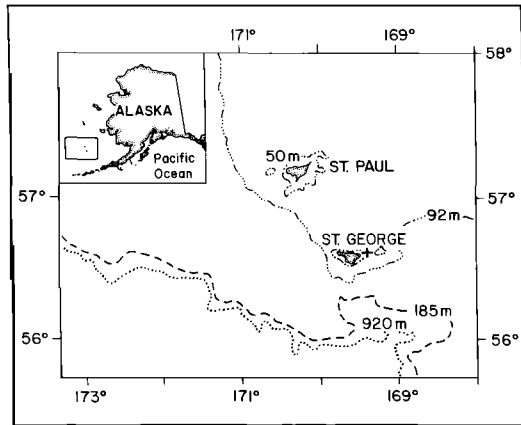 171°
169°
58°
ALASKA
Pacific
Ocean
50m
ST. PAUL
57°
57°
92m
ST. GEORGE
185m
920m
56°
56°
173°
171°
169°